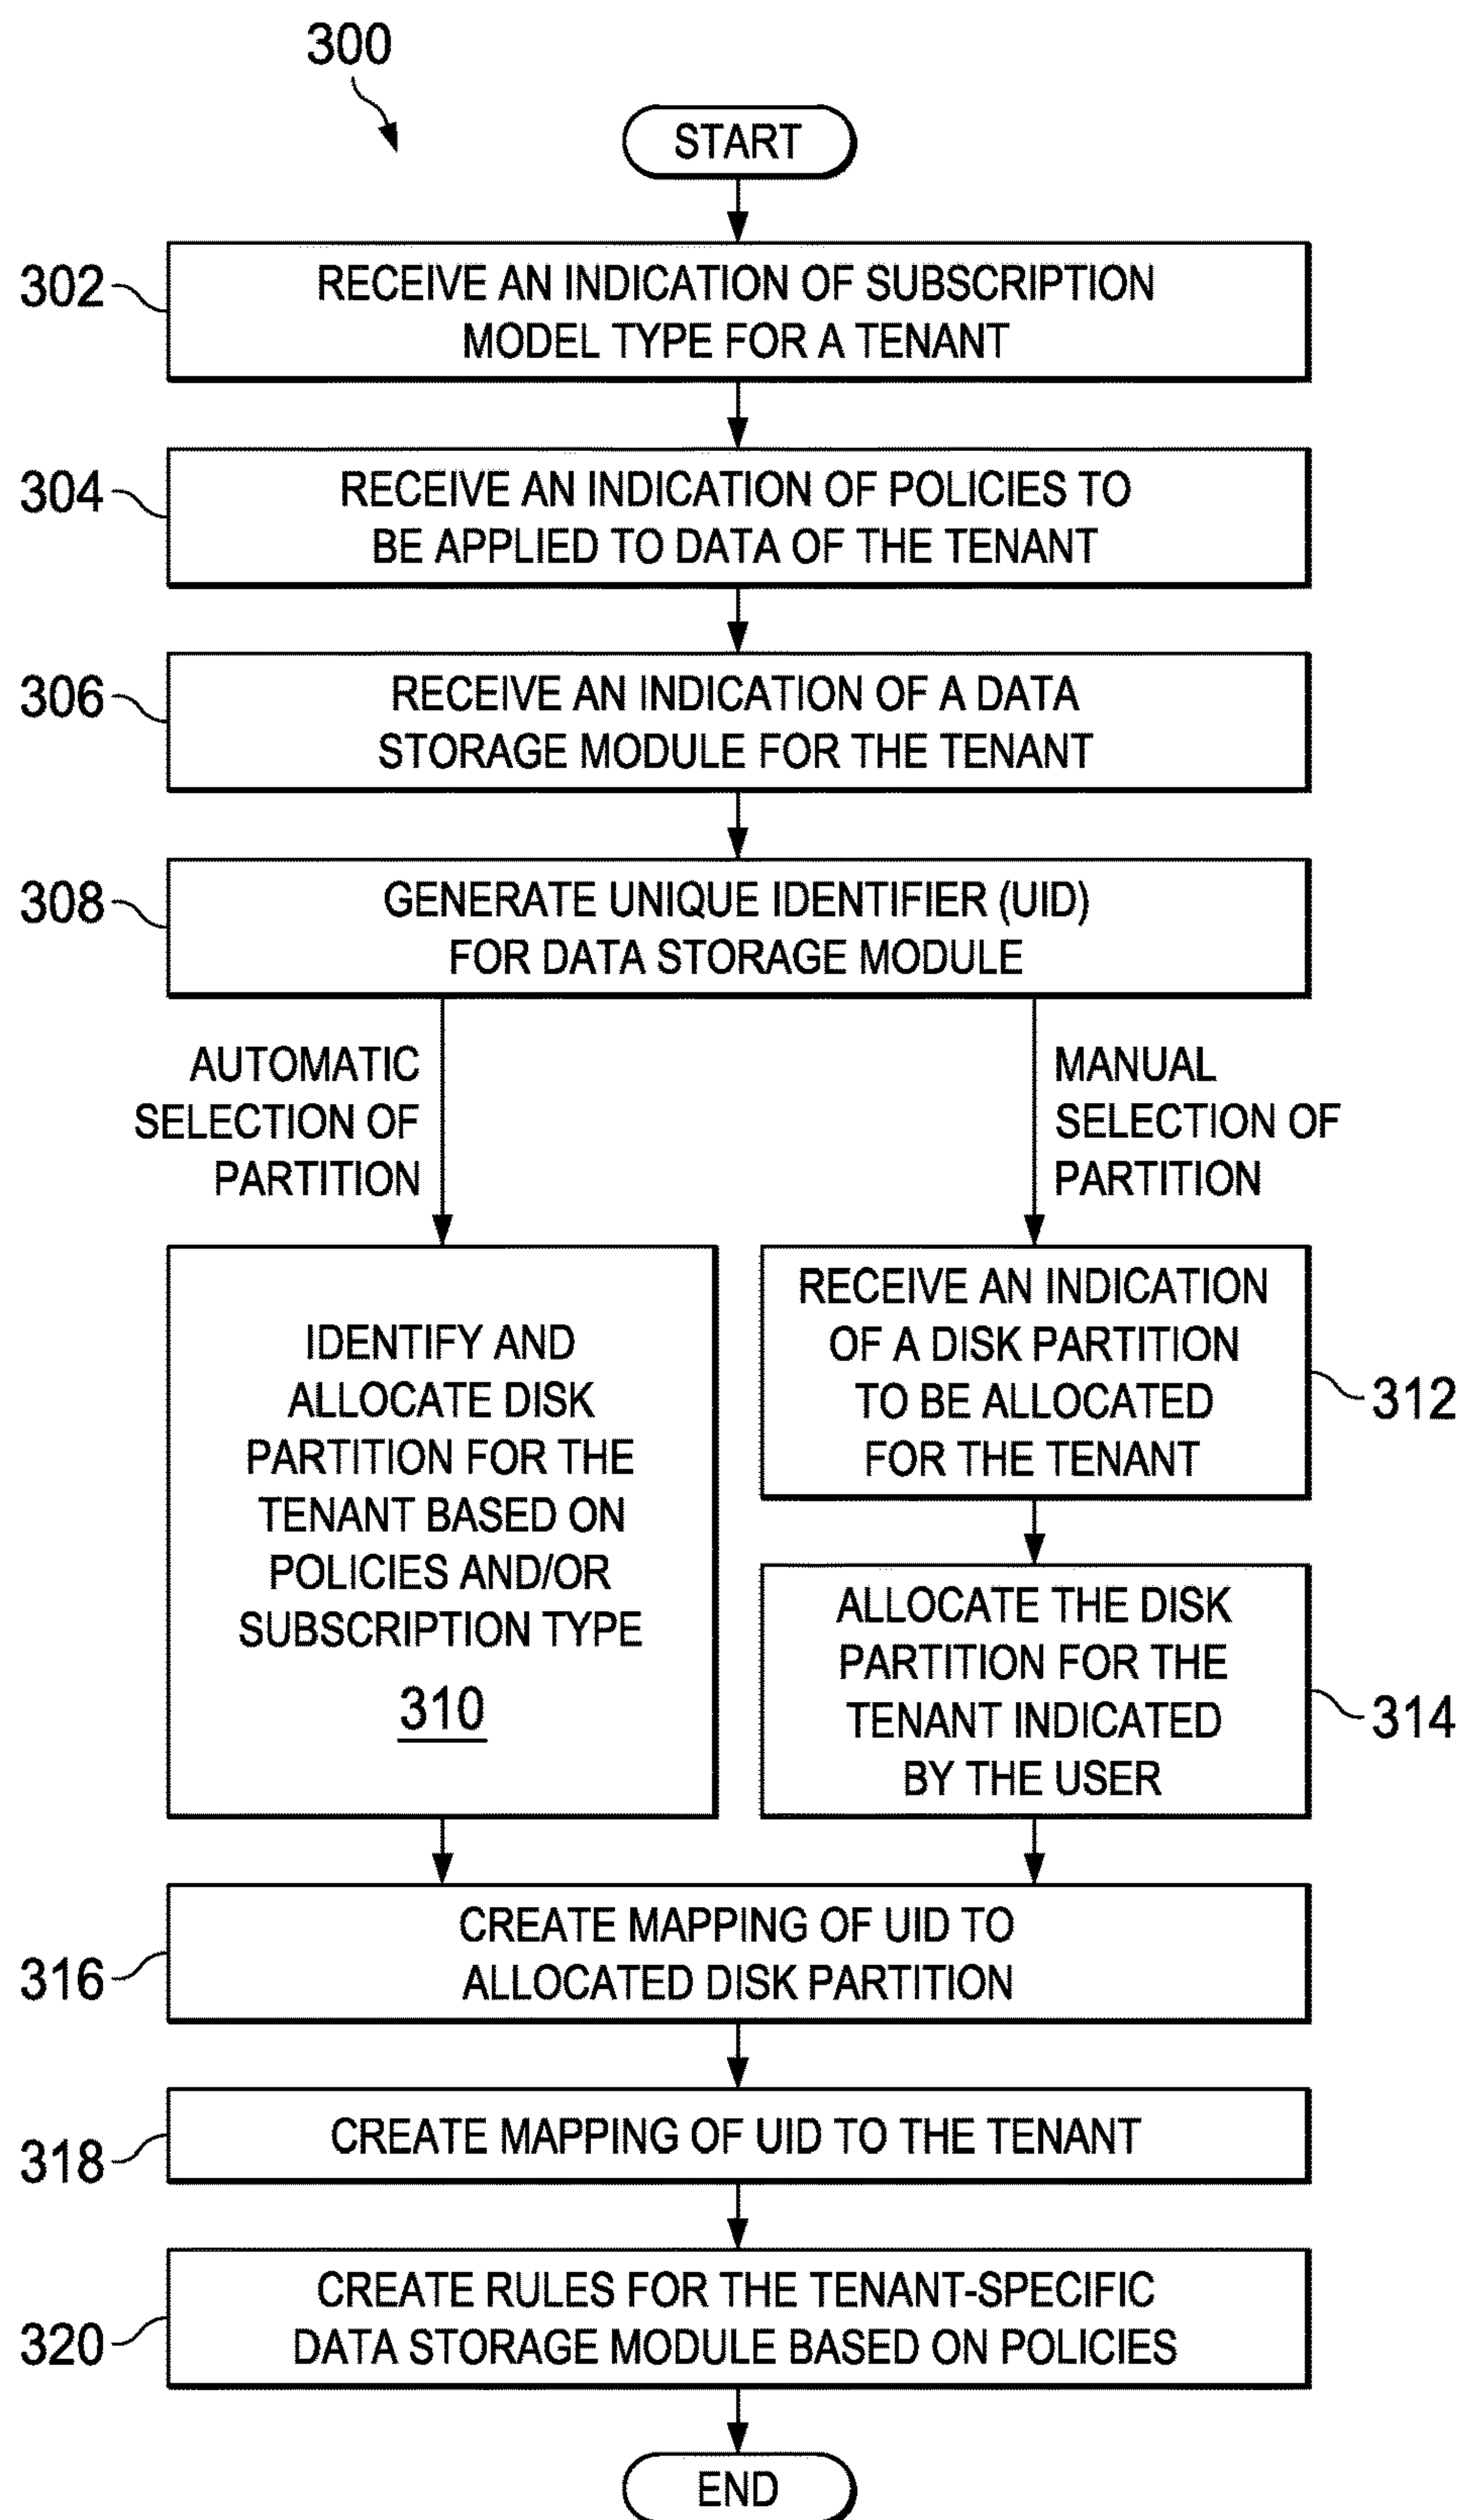 300
START
302
RECEIVE AN INDICATION OF SUBSCRIPTION
MODEL TYPE FOR A TENANT
304
RECEIVE AN INDICATION OF POLICIES TO
BE APPLIED TO DATA OF THE TENANT
306
RECEIVE AN INDICATION OF A DATA
STORAGE MODULE FOR THE TENANT
308
GENERATE UNIQUE IDENTIFIER (UID)
FOR DATA STORAGE MODULE
AUTOMATIC
SELECTION OF
PARTITION
MANUAL
SELECTION OF
PARTITION
IDENTIFY AND
ALLOCATE DISK
PARTITION FOR THE
TENANT BASED ON
POLICIES AND/OR
SUBSCRIPTION TYPE
310
RECEIVE AN INDICATION
OF A DISK PARTITION
TO BE ALLOCATED
FOR THE TENANT
312
ALLOCATE THE DISK
PARTITION FOR THE
TENANT INDICATED
BY THE USER
314
316
CREATE MAPPING OF UID TO
ALLOCATED DISK PARTITION
318
CREATE MAPPING OF UID TO THE TENANT
320
CREATE RULES FOR THE TENANT-SPECIFIC
DATA STORAGE MODULE BASED ON POLICIES
END